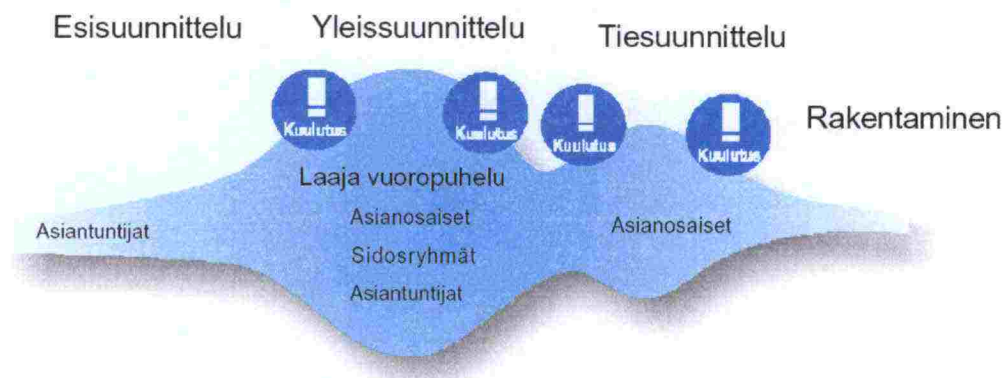 Esisuunnittelu
Yleissuunnittelu
Tiesuunnittelu
Rakentaminen
Kuulutus
Kuulutus
Kuulutus
Kuulutus
Laaja vuoropuhelu
Asiantuntijat
Asianosaiset
Sidosryhmät
Asiantuntijat
Asianosaiset